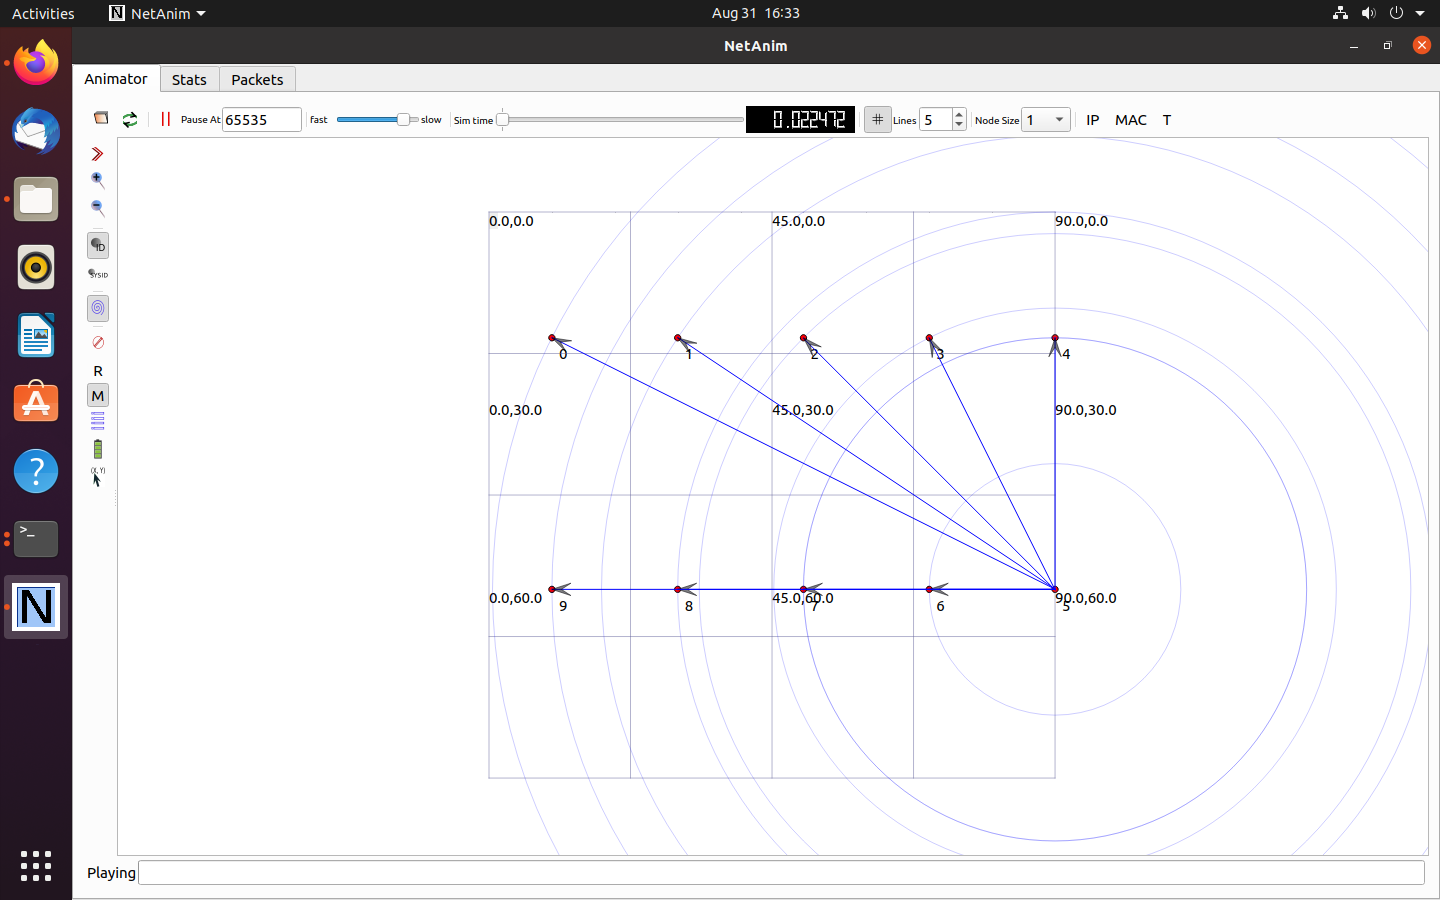 Activities NetAnim Aug 31 16:33
NetAnim
Animator Stats Packets
Pause At 65535 fast slow Sim time 0.022472 # Lines 5 Node Size 1 IP MAC T
ID
SYSID
R
M
(X, Y)
0.0,0.0 45.0,0.0 90.0,0.0
0 1 2 3 4
0.0,30.0 45.0,30.0 90.0,30.0
0.0,60.0 45.0,60.0 90.0,60.0
9 8 7 6 5
Playing